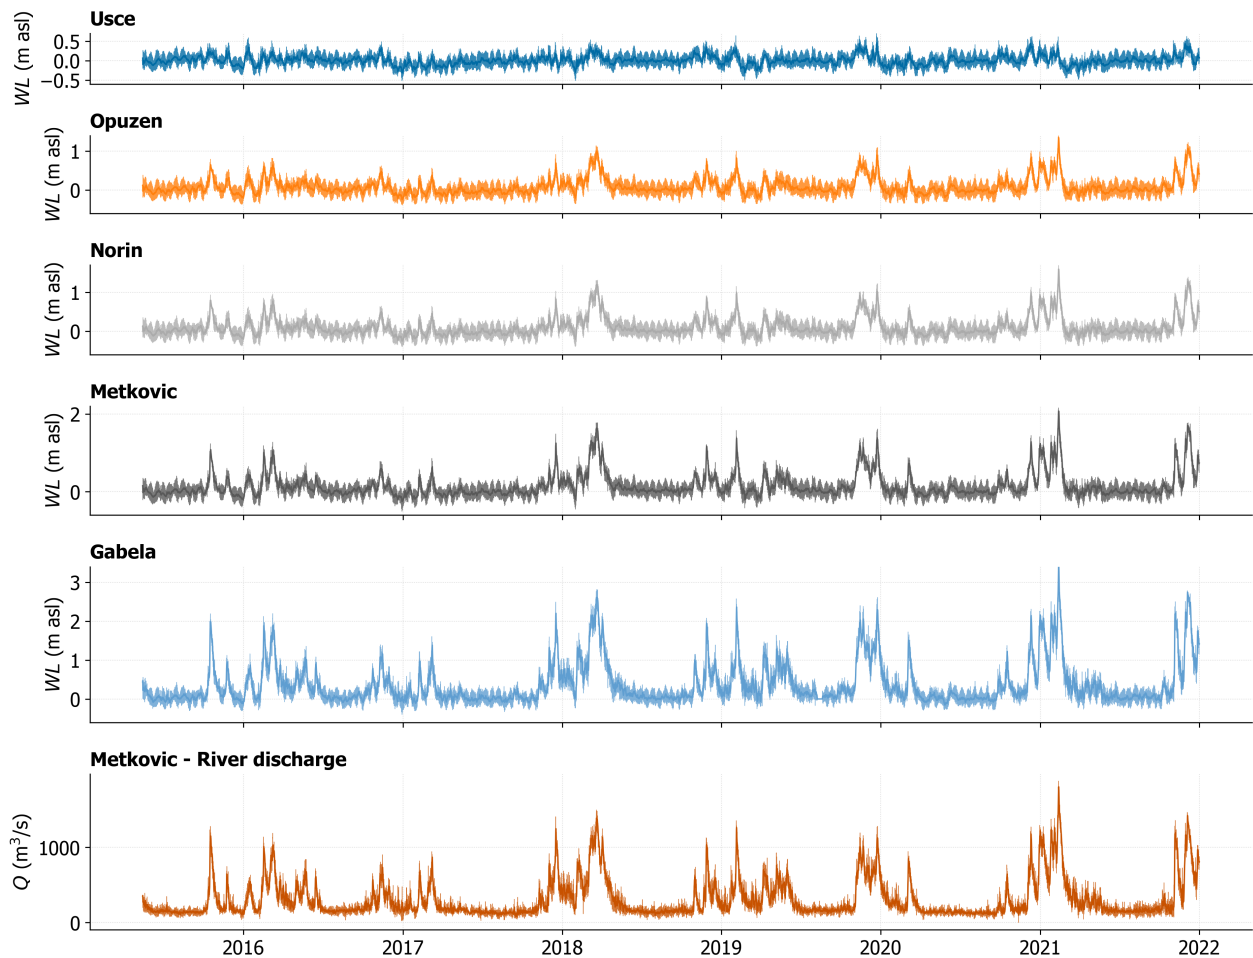 Usce
WL (m asl)
0.5
0.0
−0.5
Opuzen
WL (m asl)
1
0
Norin
WL (m asl)
1
0
Metkovic
WL (m asl)
2
0
Gabela
WL (m asl)
3
2
1
0
Metkovic - River discharge
Q (m³/s)
1000
0
2016 2017 2018 2019 2020 2021 2022